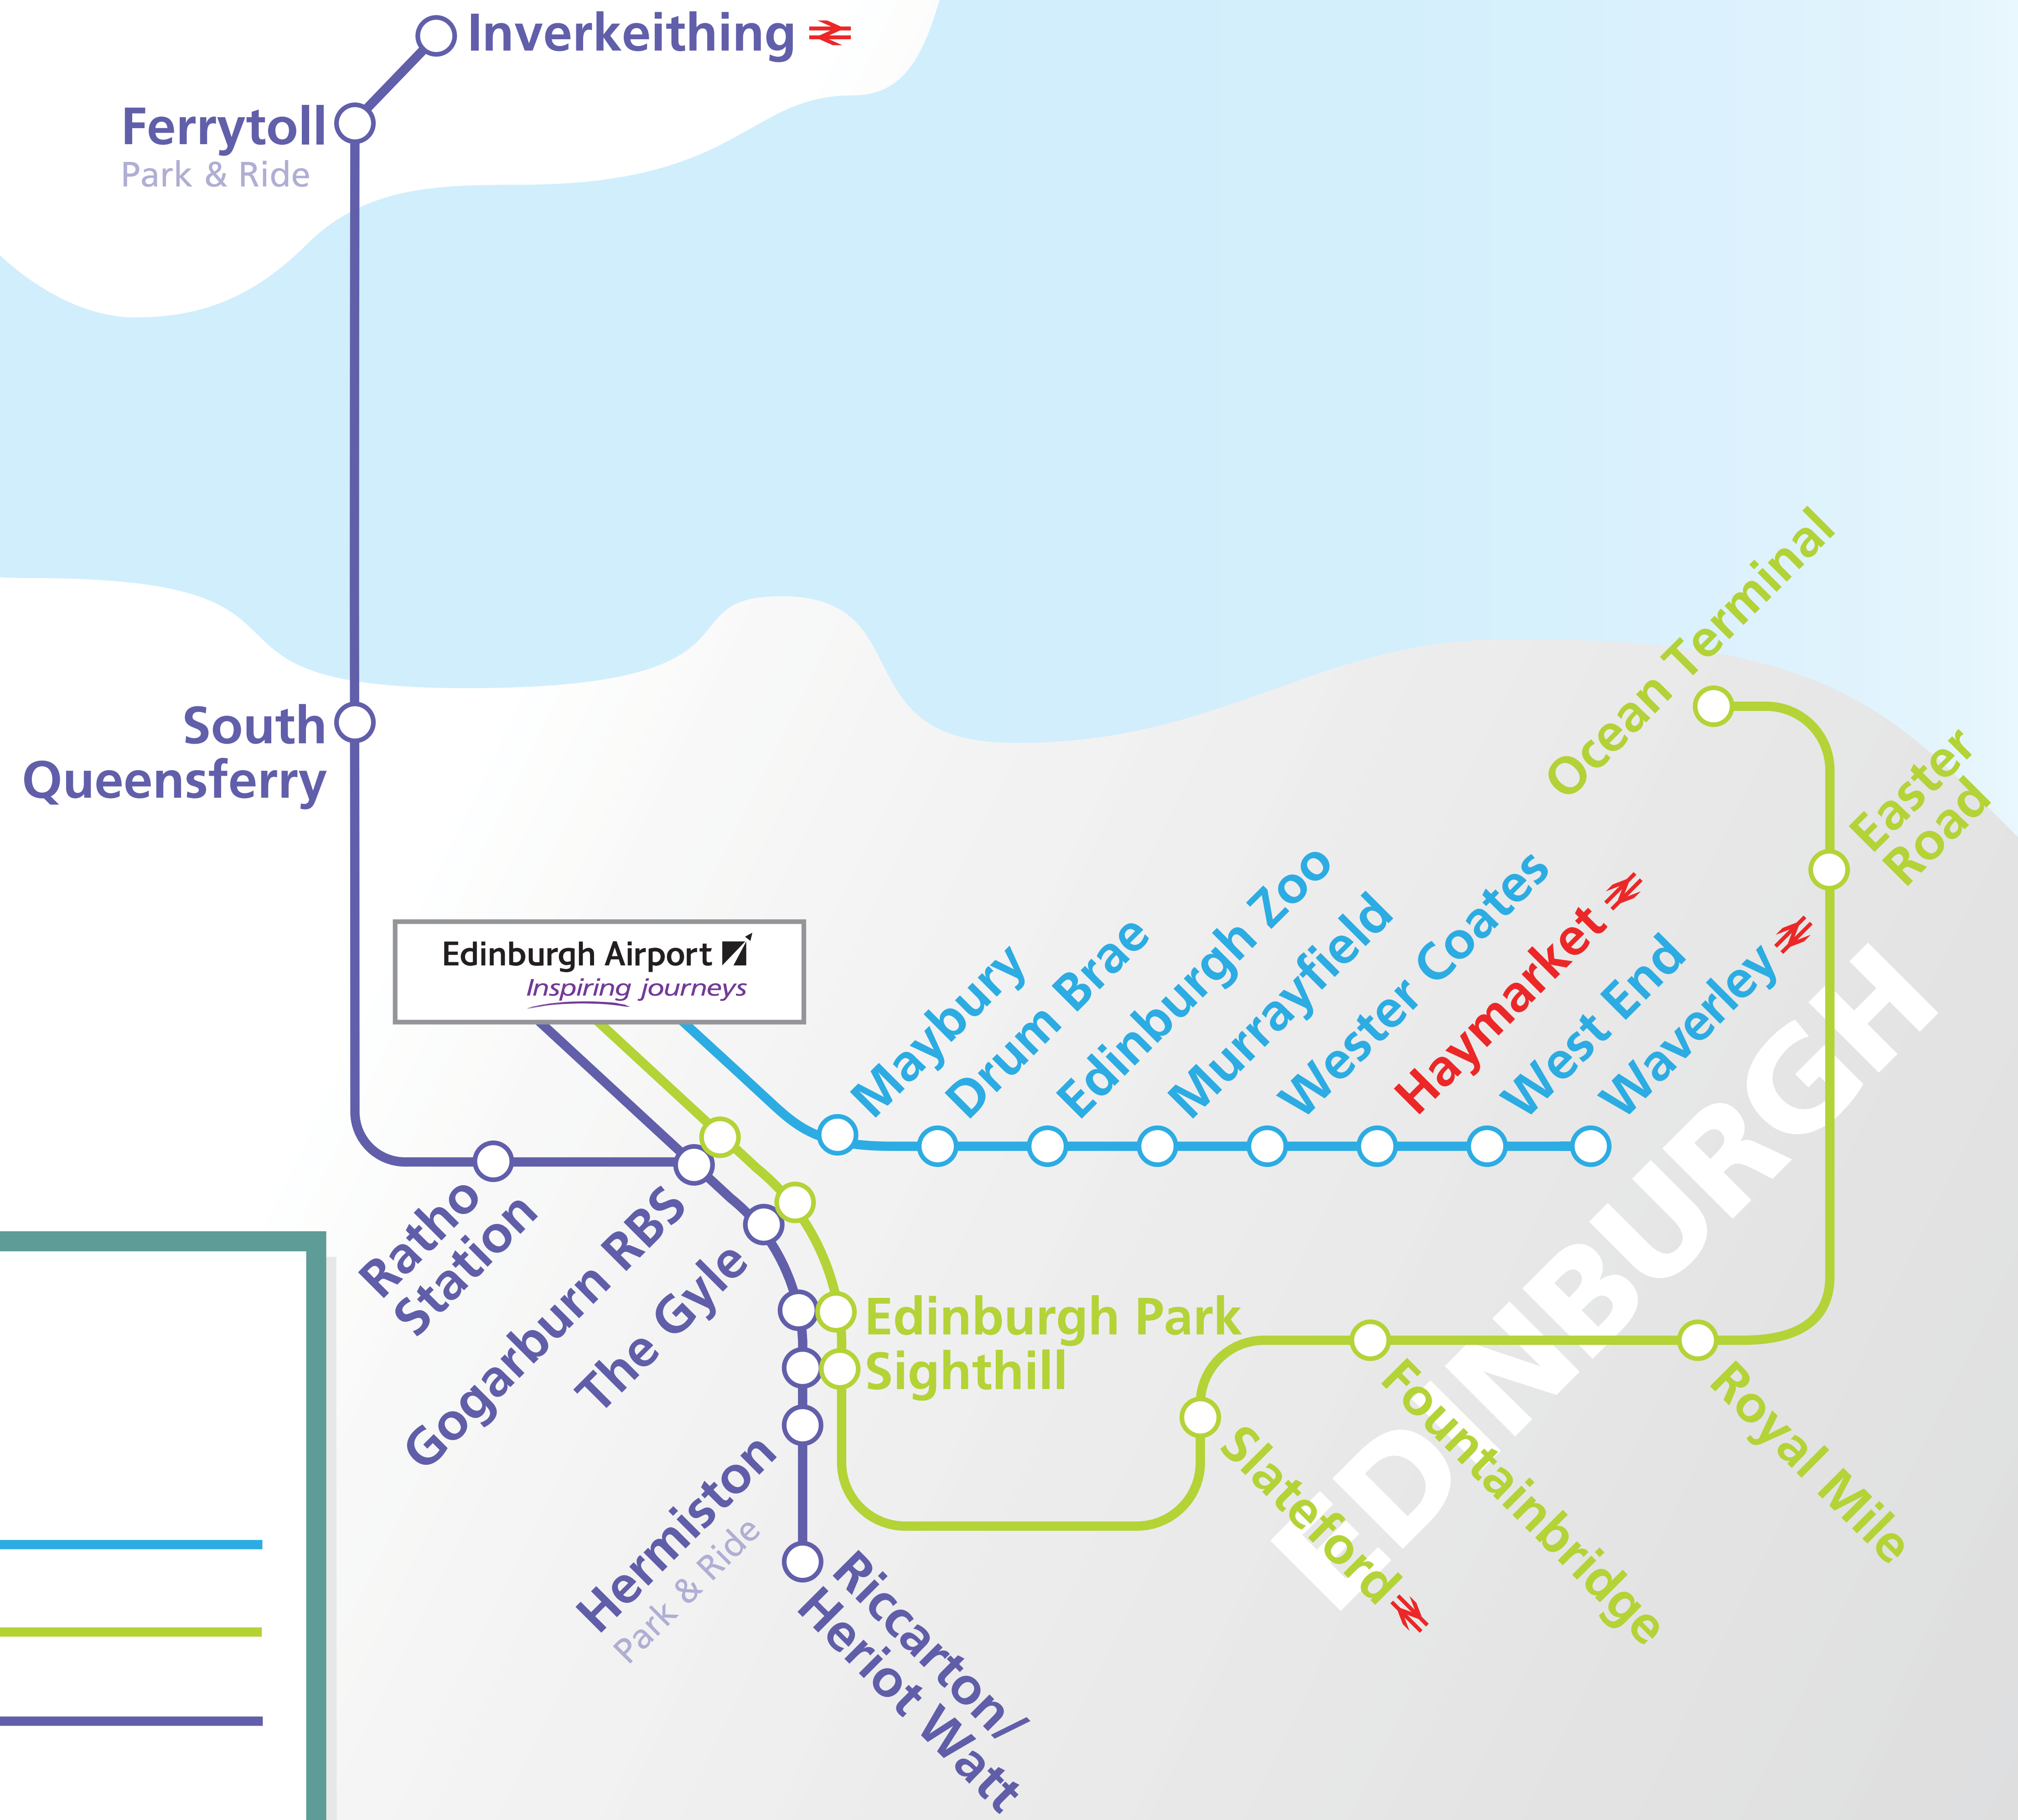 Inverkeithing
Ferrytoll
Park & Ride
South
Queensferry
Ocean Terminal
Easter
Road
Edinburgh Airport
Inspiring journeys
Maybury
Drum Brae
Edinburgh Zoo
Murrayfield
Wester Coates
Haymarket
West End
Waverley
EDINBURGH
Ratho
Station
Gogarburn RBS
The Gyle
Edinburgh Park
Sighthill
Hermiston
Park & Ride
Riccarton/
Heriot Watt
Slateford
Fountainbridge
Royal Mile